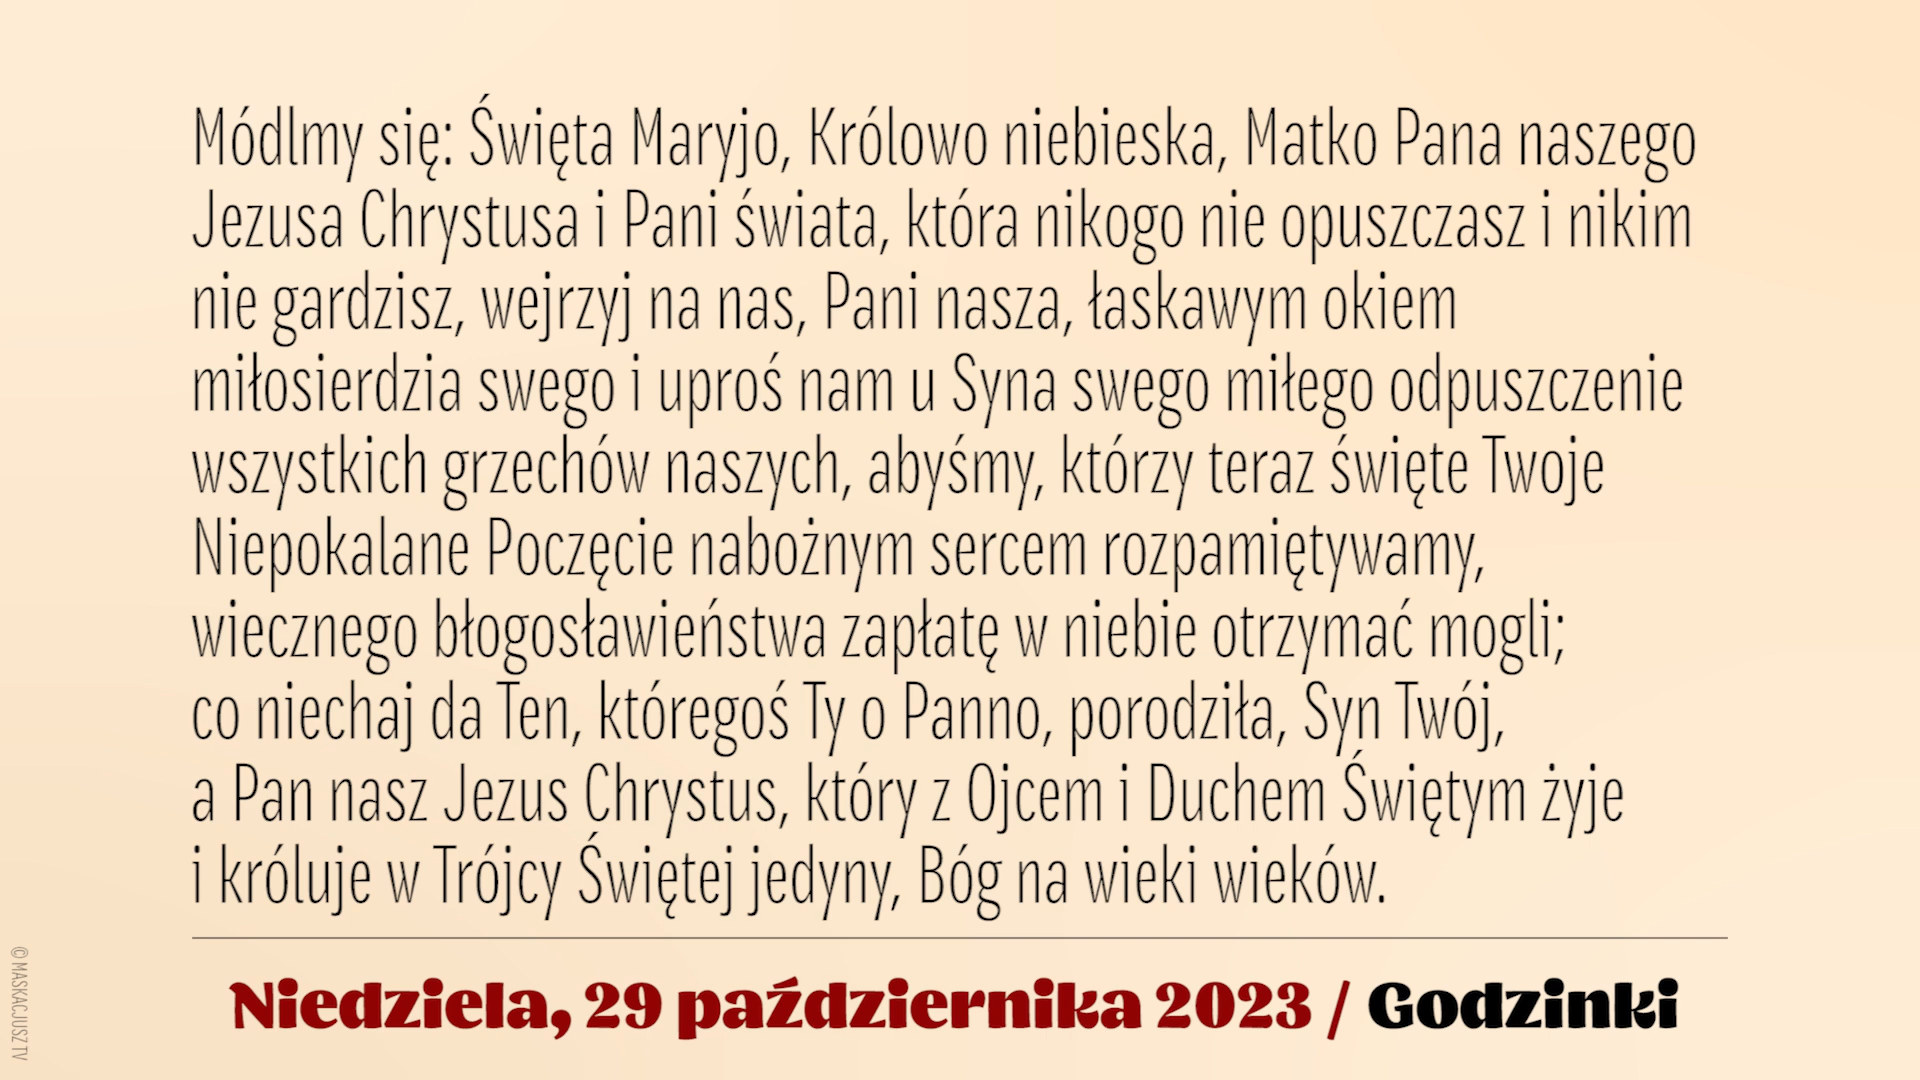 Módlmy się: Święta Maryjo, Królowo niebieska, Matko Pana naszego
Jezusa Chrystusa i Pani świata, która nikogo nie opuszczasz i nikim
nie gardzisz, wejrzyj na nas, Pani nasza, łaskawym okiem
miłosierdzia swego i uproś nam u Syna swego miłego odpuszczenie
wszystkich grzechów naszych, abyśmy, którzy teraz święte Twoje
Niepokalane Poczęcie nabożnym sercem rozpamiętywamy,
wiecznego błogosławieństwa zapłatę w niebie otrzymać mogli;
co niechaj da Ten, któregoś Ty o Panno, porodziła, Syn Twój,
a Pan nasz Jezus Chrystus, który z Ojcem i Duchem Świętym żyje
i króluje w Trójcy Świętej jedyny, Bóg na wieki wieków.
Niedziela, 29 października 2023 / Godzinki
© MASKACJUSZ TV